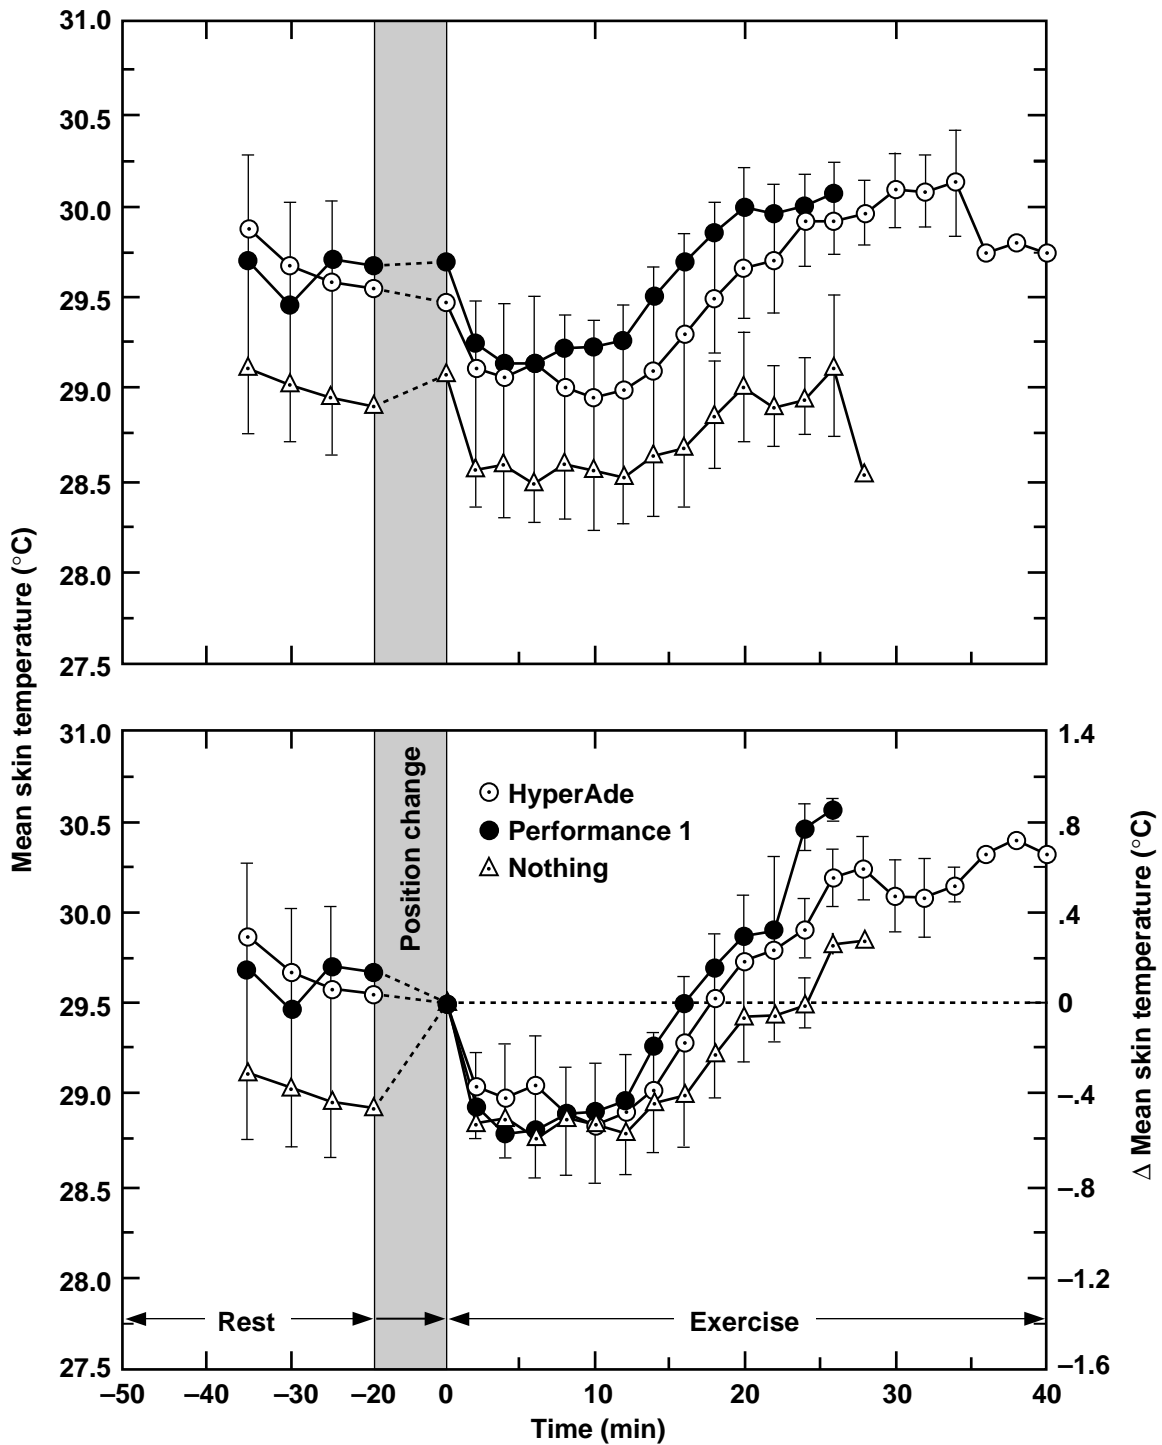 31.0
30.5
30.0
29.5
29.0
28.5
28.0
27.5
Mean skin temperature (°C)
31.0
30.5
30.0
29.5
29.0
28.5
28.0
27.5
1.4
.8
.4
0
–.4
–.8
–1.2
–1.6
Δ Mean skin temperature (°C)
Position change
HyperAde
Performance 1
Nothing
Rest
Exercise
–50 –40 –30 –20 0 10 20 30 40
Time (min)